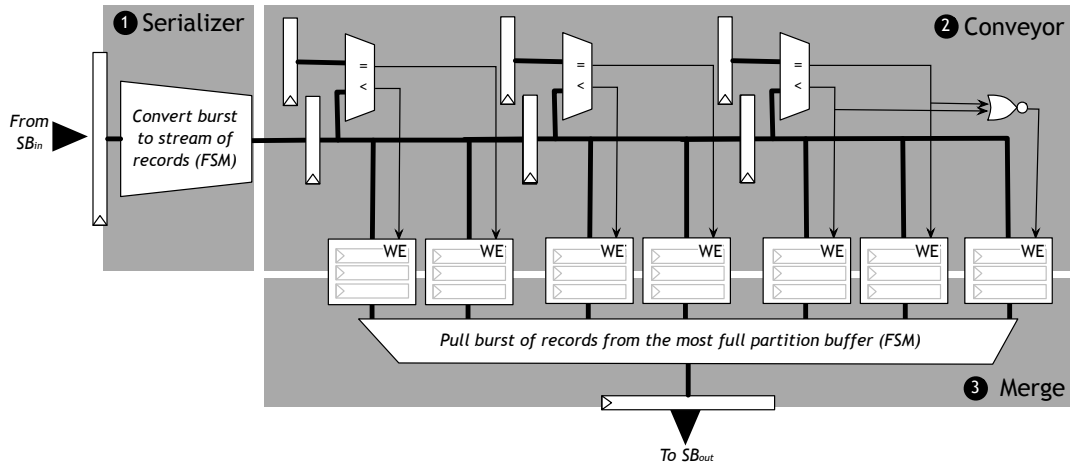 1 Serializer
2 Conveyor
From
SBin
Convert burst
to stream of
records (FSM)
=
<
=
<
=
<
WE
WE
WE
WE
WE
WE
WE
Pull burst of records from the most full partition buffer (FSM)
3 Merge
To SBout